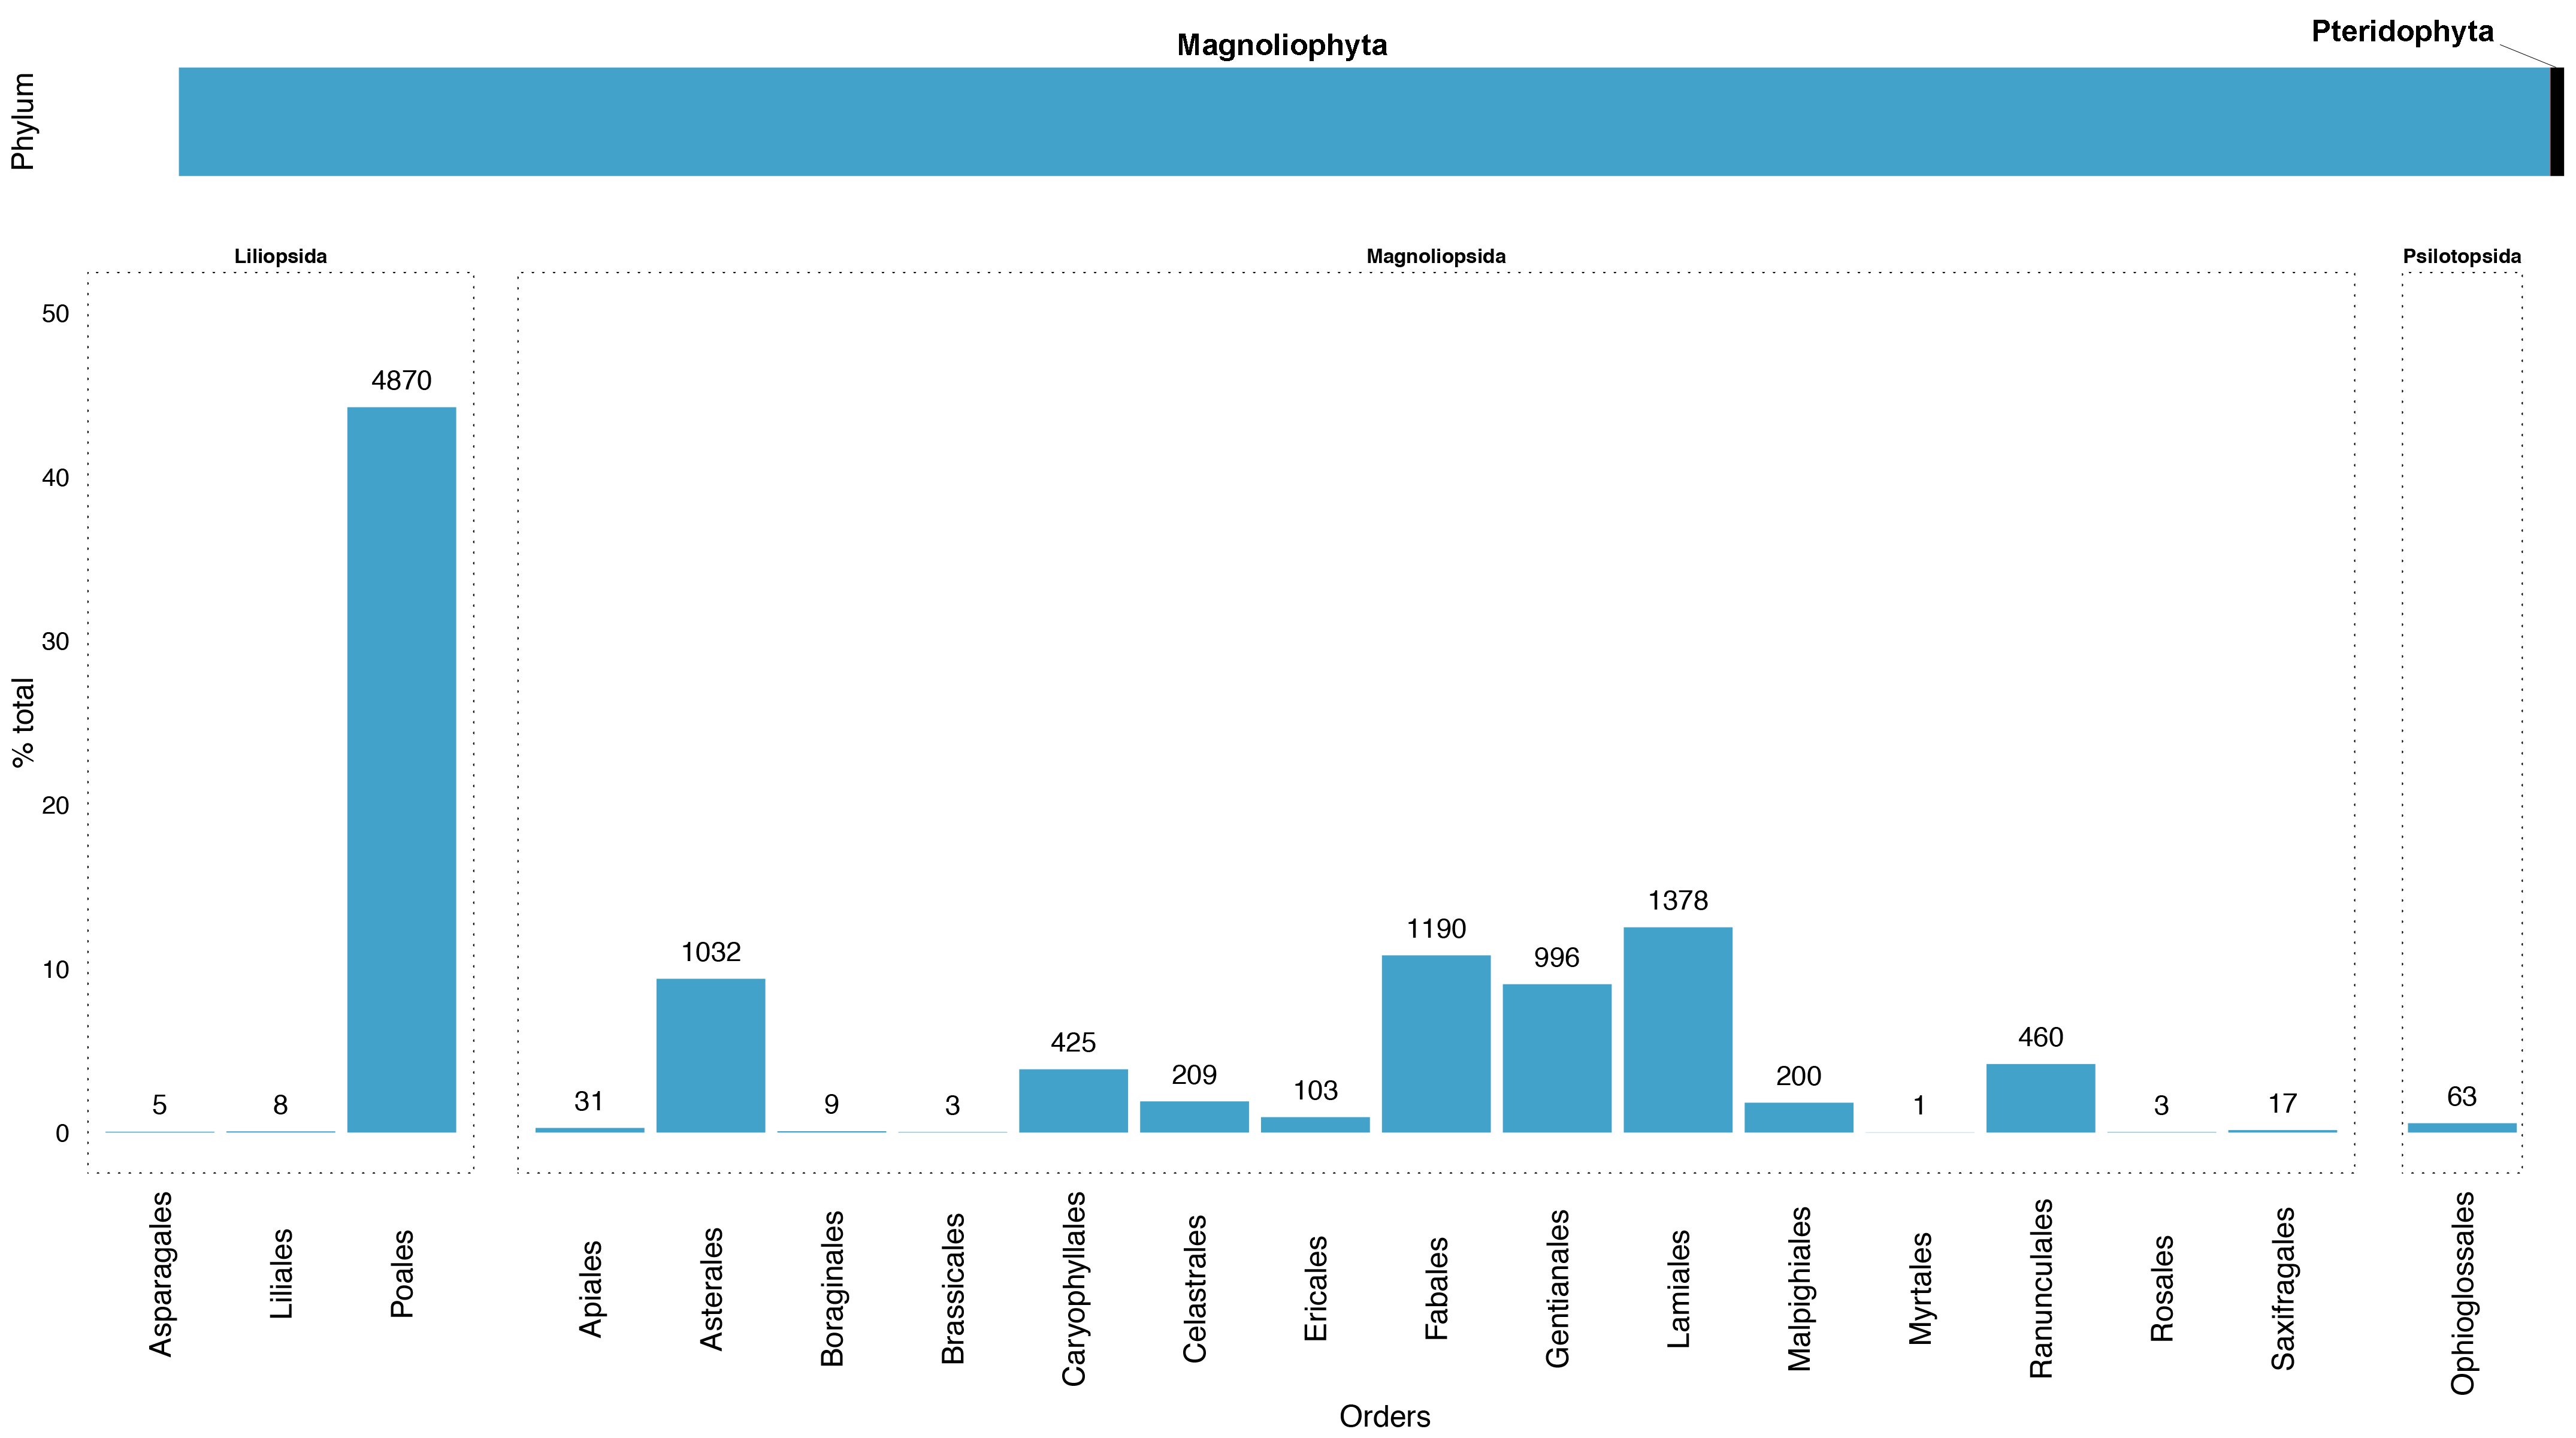 Pteridophyta
Magnoliophyta
Phylum
Liliopsida
Magnoliopsida
Psilotopsida
% total
50
40
30
20
10
0
5
8
4870
31
1032
9
3
425
209
103
1190
996
1378
200
1
460
3
17
63
Asparagales
Liliales
Poales
Apiales
Asterales
Boraginales
Brassicales
Caryophyllales
Celastrales
Ericales
Fabales
Gentianales
Lamiales
Malpighiales
Myrtales
Ranunculales
Rosales
Saxifragales
Ophioglossales
Orders